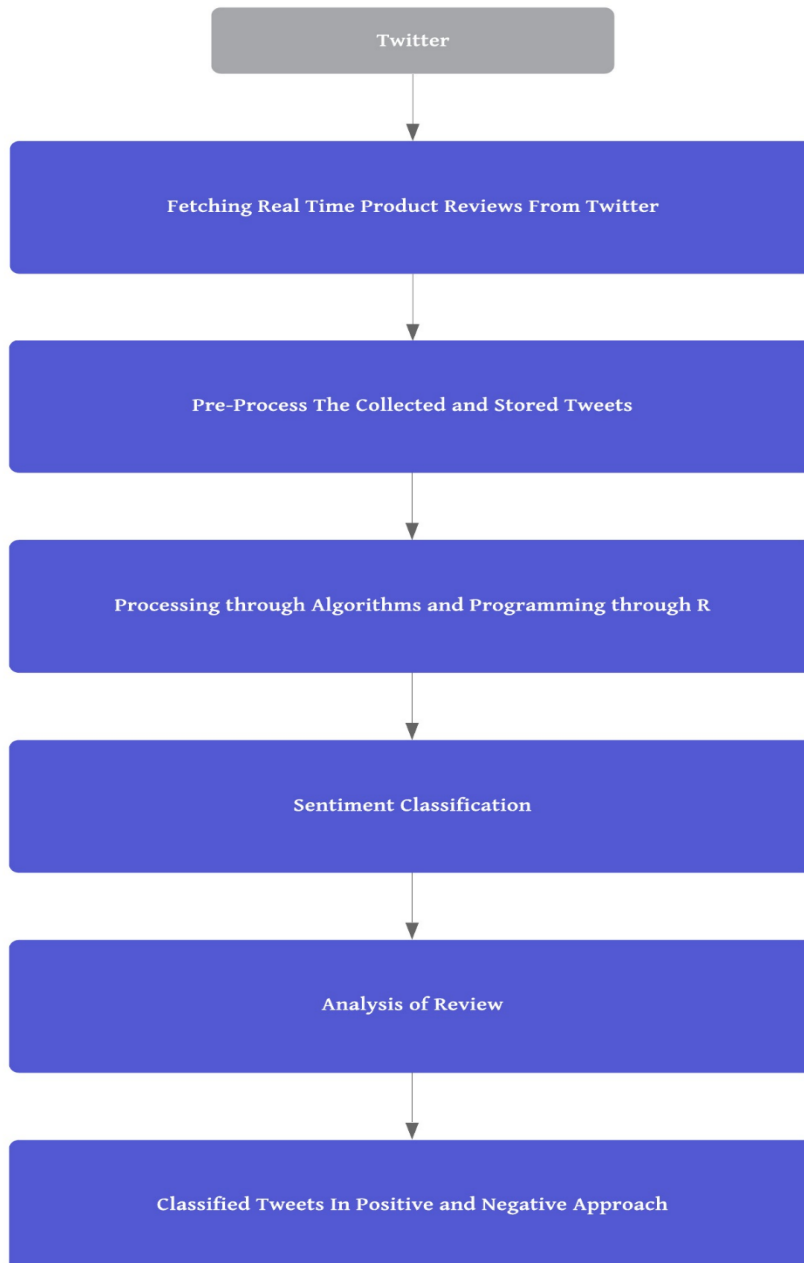 Twitter
Fetching Real Time Product Reviews From Twitter
Pre-Process The Collected and Stored Tweets
Processing through Algorithms and Programming through R
Sentiment Classification
Analysis of Review
Classified Tweets In Positive and Negative Approach